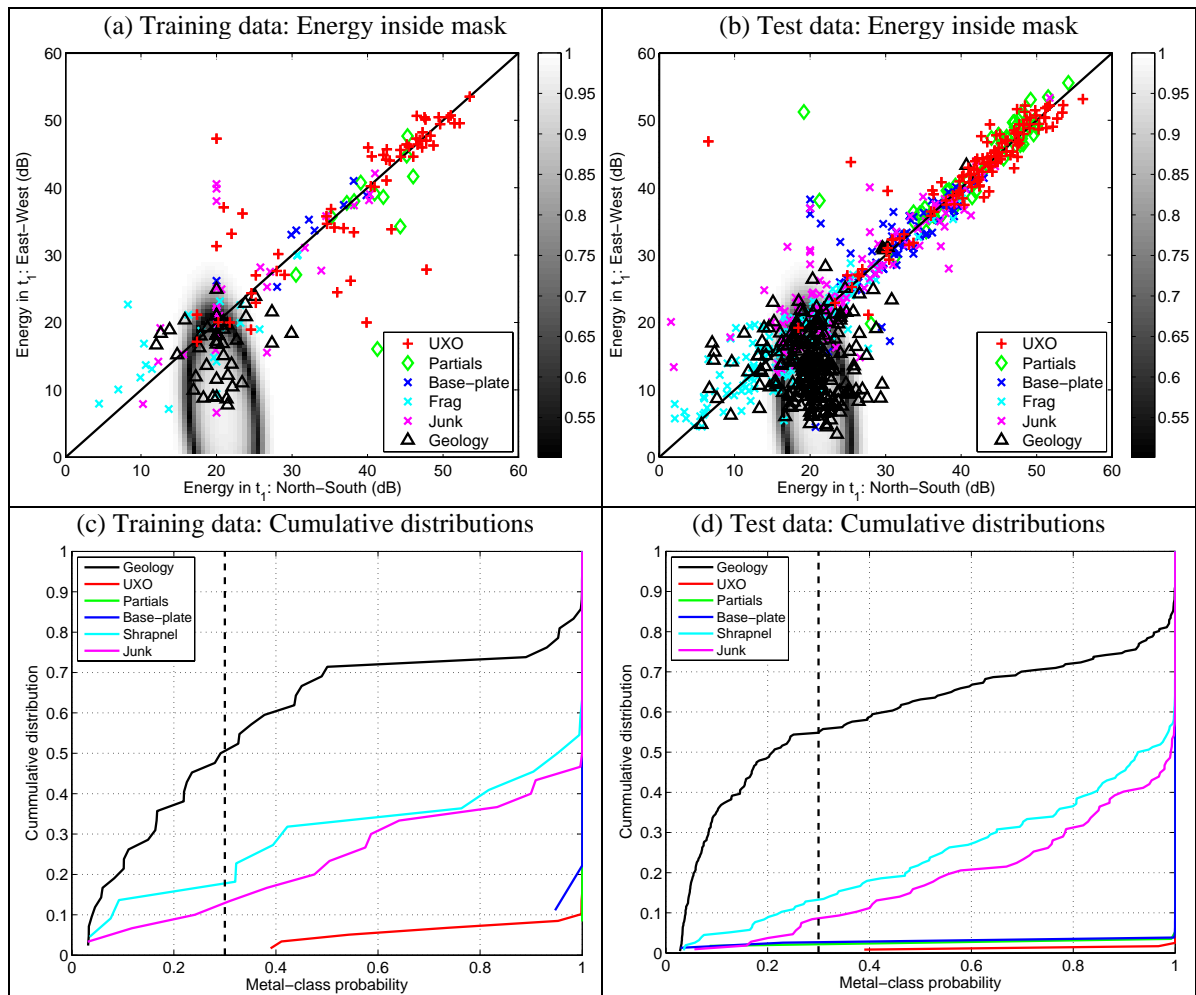 (a) Training data: Energy inside mask
60
50
40
30
20
10
0
0 10 20 30 40 50 60
Energy in t1: East−West (dB)
Energy in t1: North−South (dB)
UXO
Partials
Base−plate
Frag
Junk
Geology
1
0.95
0.9
0.85
0.8
0.75
0.7
0.65
0.6
0.55
(b) Test data: Energy inside mask
60
50
40
30
20
10
0
0 10 20 30 40 50 60
Energy in t1: East−West (dB)
Energy in t1: North−South (dB)
UXO
Partials
Base−plate
Frag
Junk
Geology
1
0.95
0.9
0.85
0.8
0.75
0.7
0.65
0.6
0.55
(c) Training data: Cumulative distributions
1
0.9
0.8
0.7
0.6
0.5
0.4
0.3
0.2
0.1
0
0 0.2 0.4 0.6 0.8 1
Cummulative distribution
Metal−class probability
Geology
UXO
Partials
Base−plate
Shrapnel
Junk
(d) Test data: Cumulative distributions
1
0.9
0.8
0.7
0.6
0.5
0.4
0.3
0.2
0.1
0
0 0.2 0.4 0.6 0.8 1
Cummulative distribution
Metal−class probability
Geology
UXO
Partials
Base−plate
Shrapnel
Junk